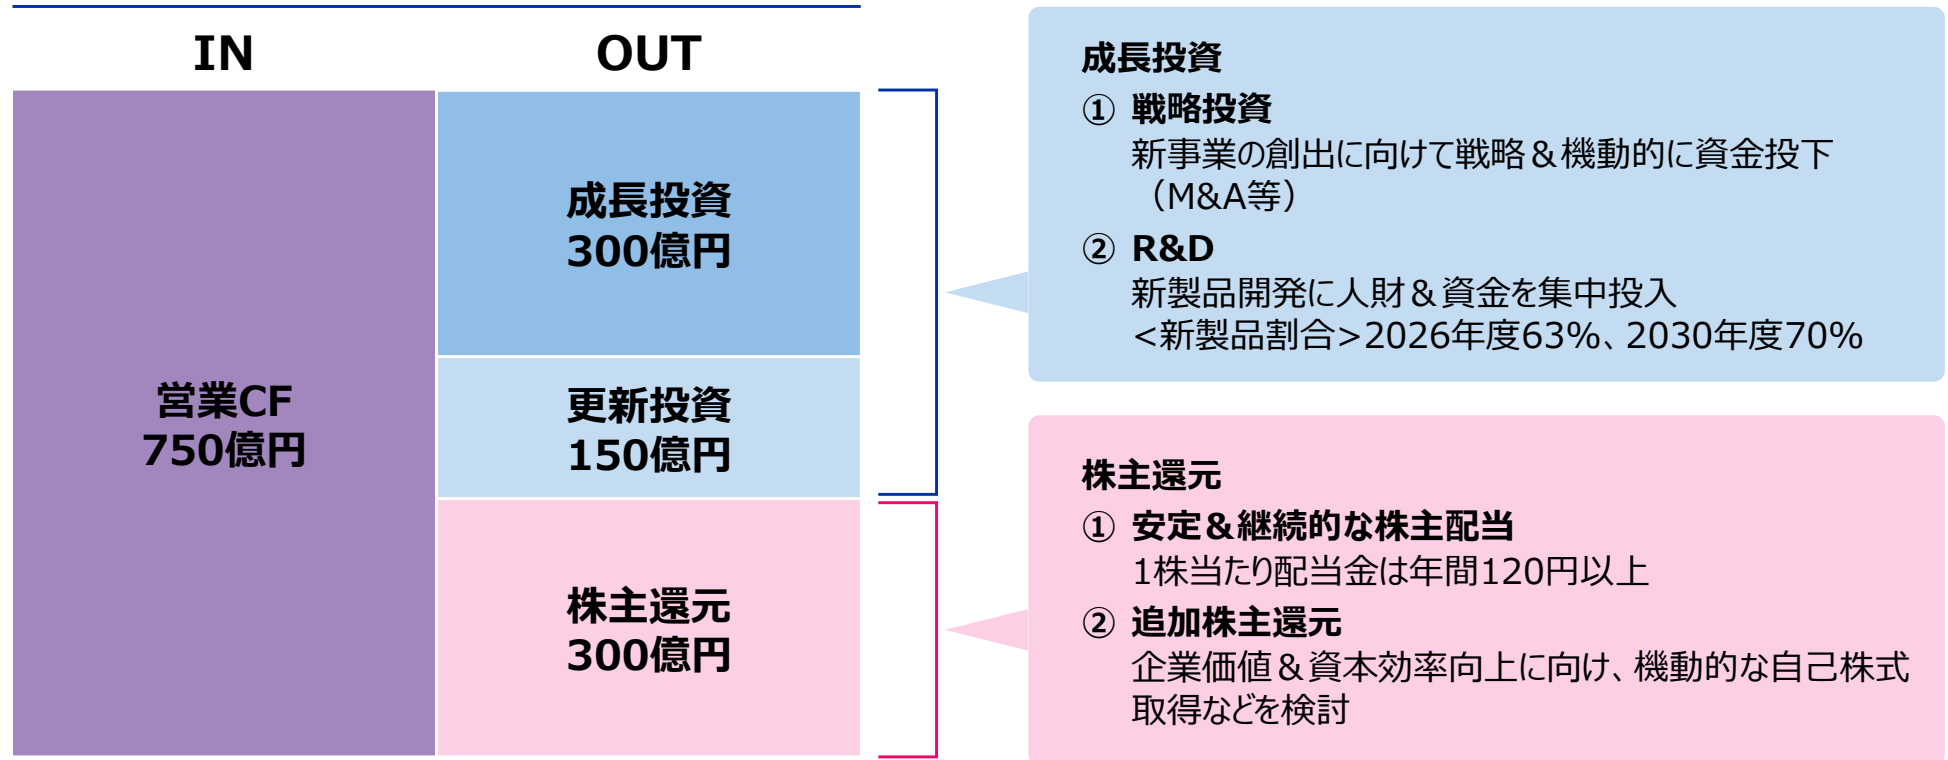 IN
OUT
営業CF
750億円
成長投資
300億円
更新投資
150億円
株主還元
300億円
成長投資
① 戦略投資
新事業の創出に向けて戦略＆機動的に資金投下
（M&A等）
② R&D
新製品開発に人財＆資金を集中投入
<新製品割合>2026年度63%、2030年度70%
株主還元
① 安定＆継続的な株主配当
1株当たり配当金は年間120円以上
② 追加株主還元
企業価値＆資本効率向上に向け、機動的な自己株式
取得などを検討